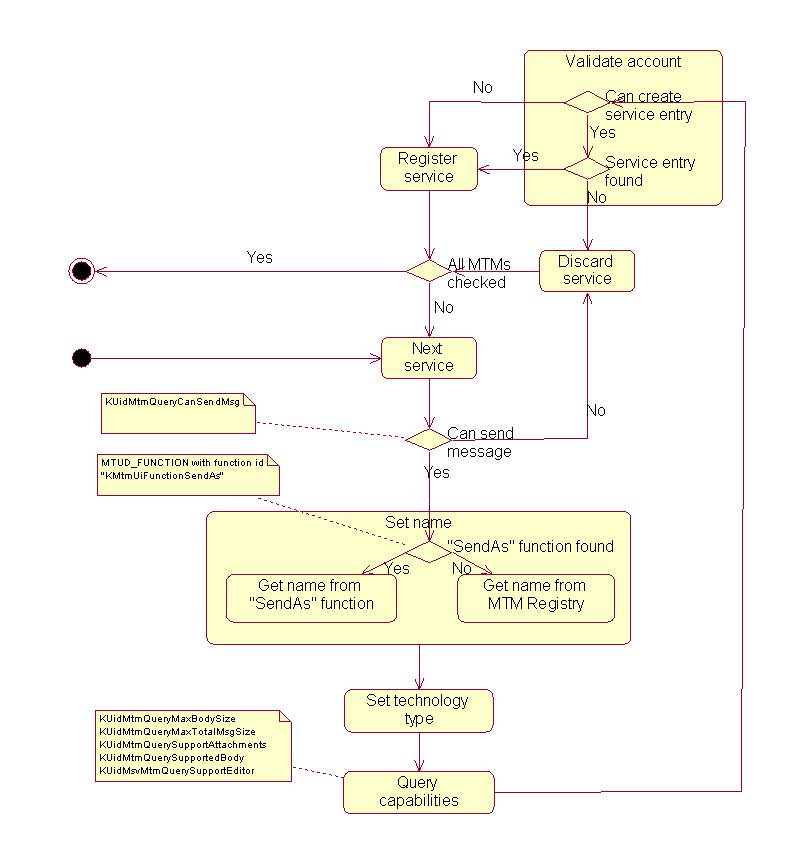 Validate account
No
Can create
service entry
Yes
Register
service
Yes
Service entry
found
No
Yes
All MTMs
checked
Discard
service
No
Next
service
KUidMtmQueryCanSendMsg
No
Can send
message
MTUD_FUNCTION with function id
"KMtmUiFunctionSendAs"
Yes
Set name
"SendAs" function found
Yes
No
Get name from
"SendAs" function
Get name from
MTM Registry
Set technology
type
KUidMtmQueryMaxBodySize
KUidMtmQueryMaxTotalMsgSize
KUidMtmQuerySupportAttachments
KUidMtmQuerySupportedBody
KUidMsvMtmQuerySupportEditor
Query
capabilities